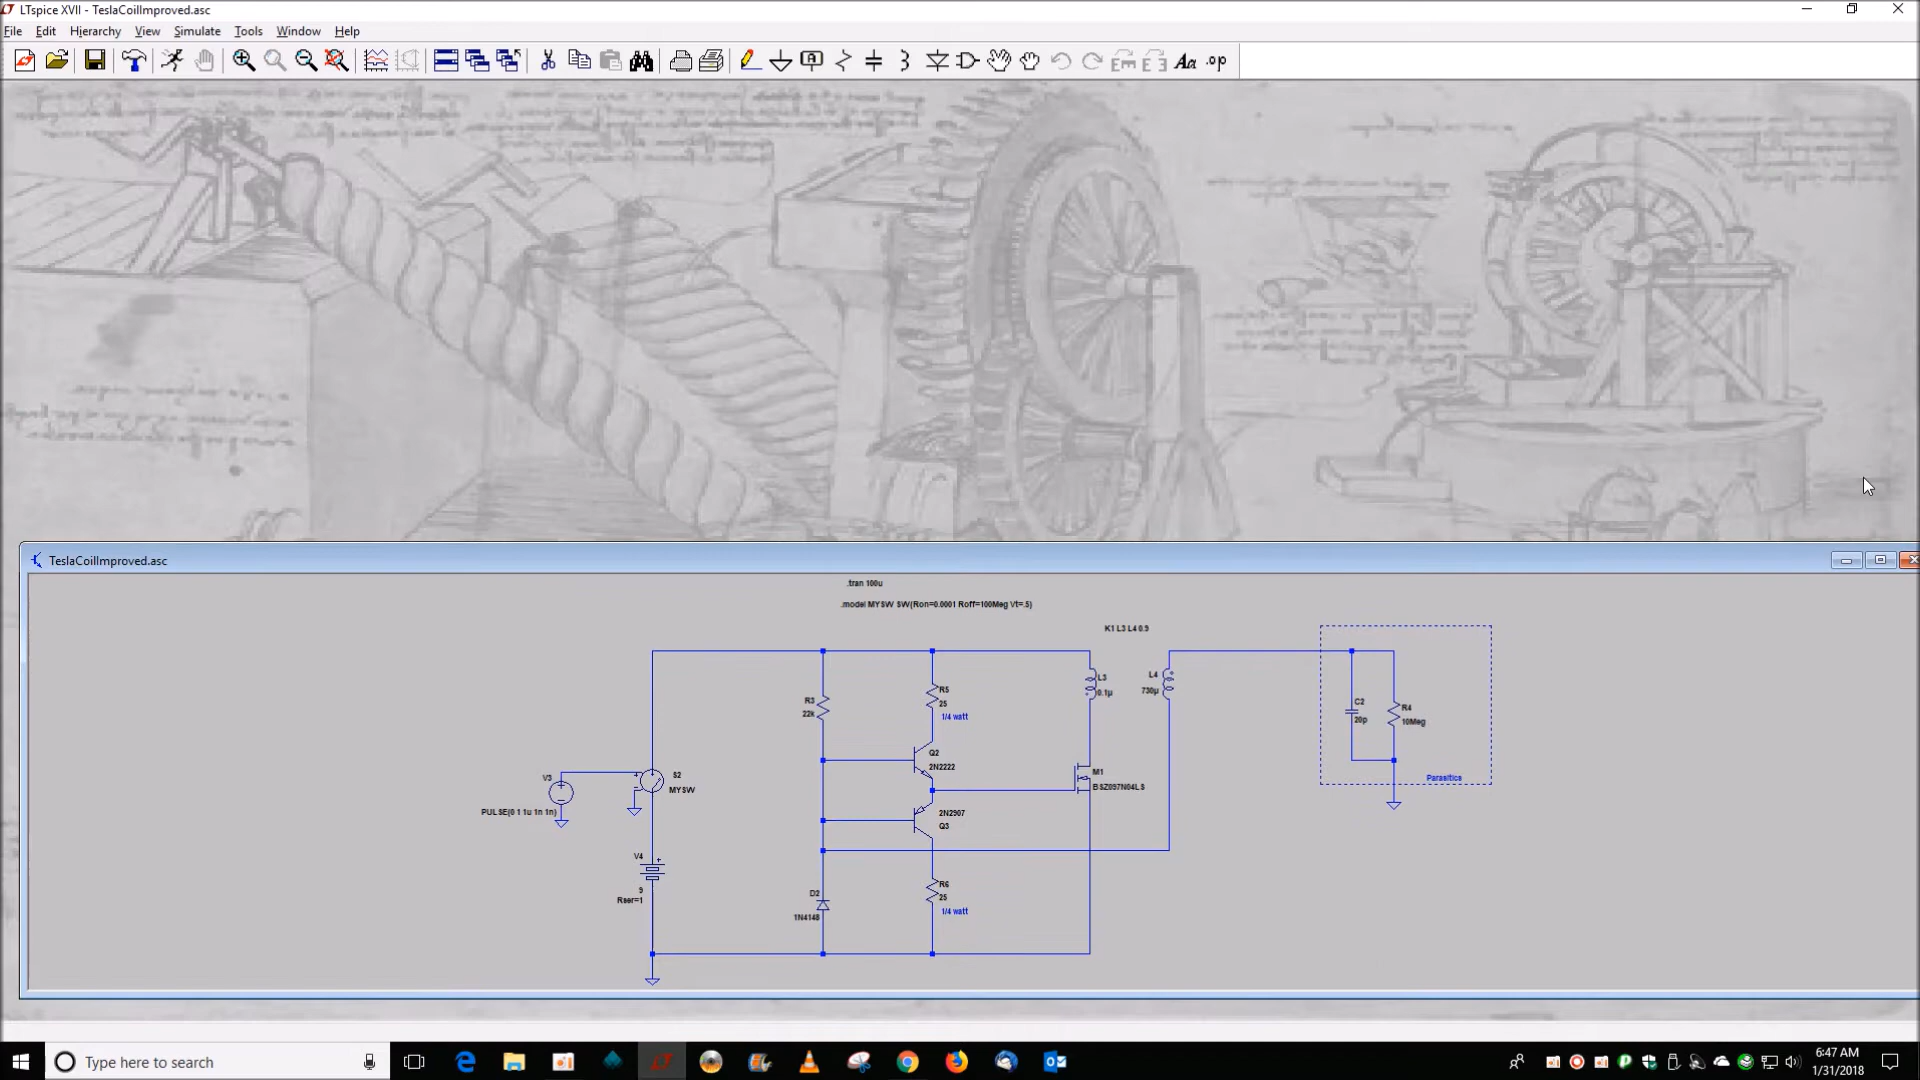 LTspice XVII - TeslaCoilImproved.asc
File Edit Hierarchy View Simulate Tools Window Help
TeslaCoilImproved.asc
.tran 100u
.model MYSW SW(Ron=0.0001 Roff=100Meg Vt=.5)
K1 L3 L4 0.9
R3
22k
R5
25
1/4 watt
L3
0.1µ
L4
730µ
C2
20p
R4
10Meg
Parasitics
Q2
2N2222
V3
PULSE(0 1 1u 1n 1n)
S2
MYSW
M1
BSZ097N04LS
2N2907
Q3
V4
9
Rser=1
D2
1N4148
R6
25
1/4 watt
Type here to search
6:47 AM
1/31/2018